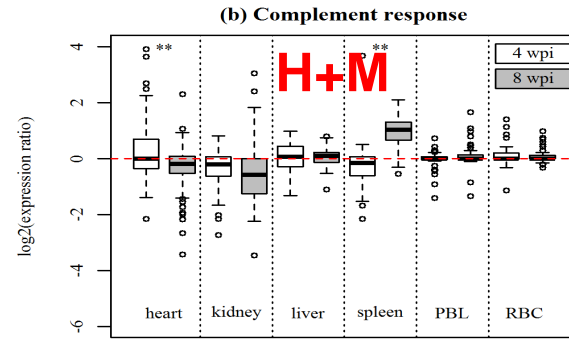 (b) Complement response
4
**
H+M
**
4 wpi
8 wpi
2
0
-2
-4
-6
log2(expression ratio)
heart kidney liver spleen PBL RBC